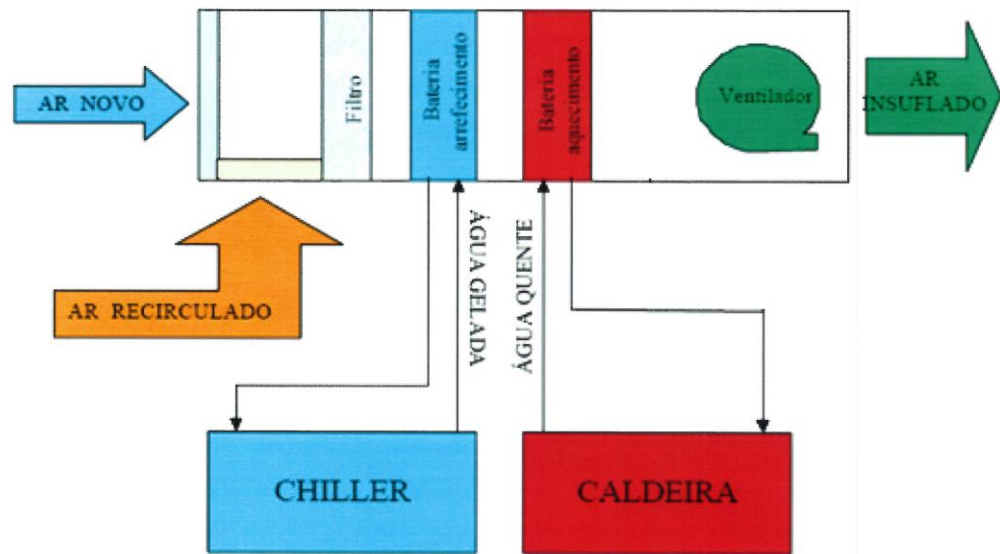 AR NOVO
Filtro
Bateria
arrefecimento
Bateria
aquecimento
Ventilador
AR
INSUFLADO
AR RECIRCULADO
ÁGUA GELADA
ÁGUA QUENTE
CHILLER
CALDEIRA